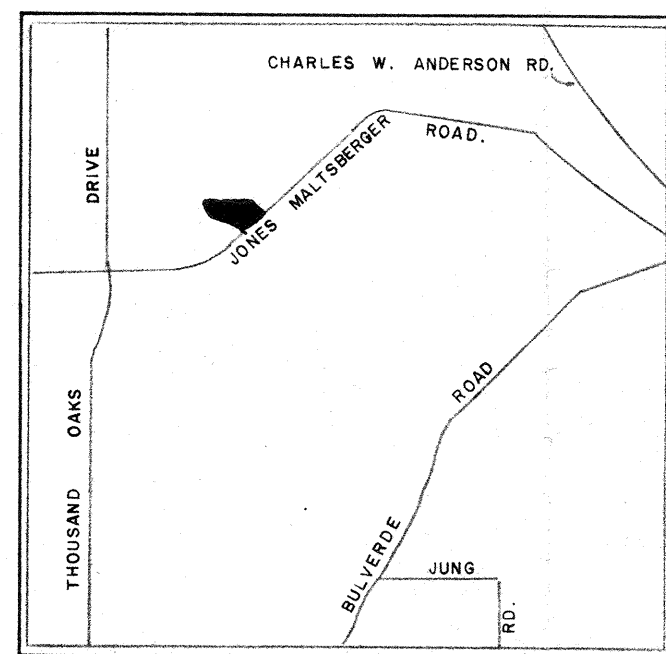 CHARLES W. ANDERSON RD.
JONES MALTSBERGER ROAD.
THOUSAND OAKS DRIVE
BULVERDE ROAD
JUNG RD.